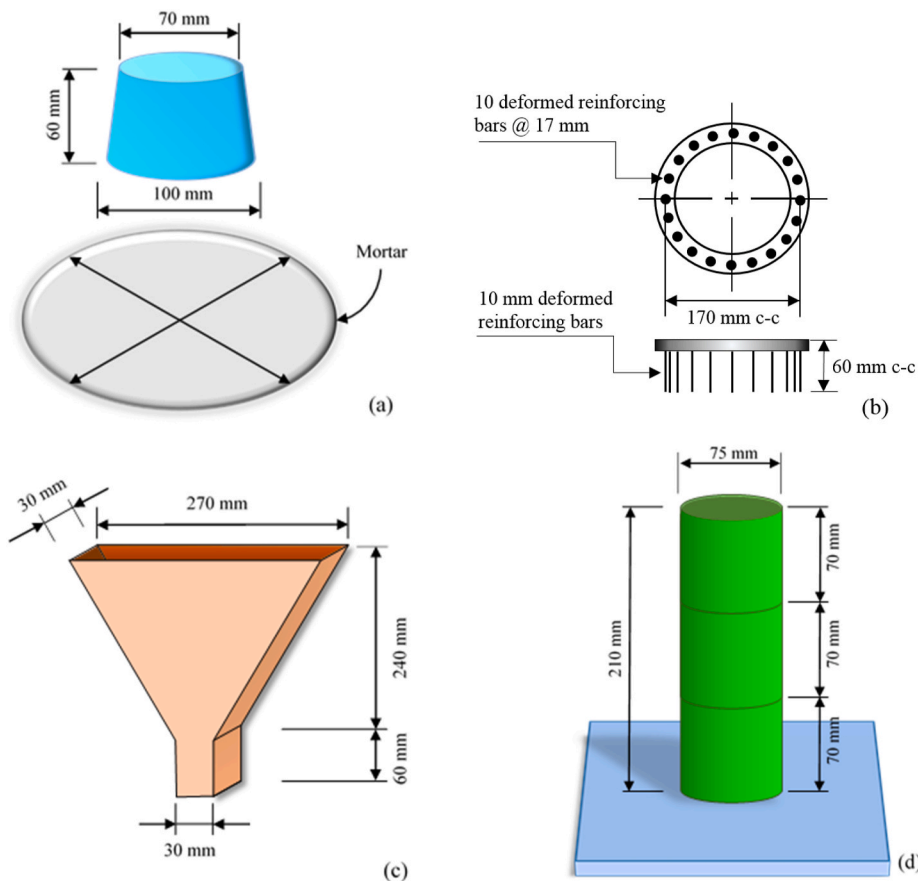 70 mm
60 mm
100 mm
Mortar
(a)
10 deformed reinforcing
bars @ 17 mm
10 mm deformed
reinforcing bars
170 mm c-c
60 mm c-c
(b)
30 mm
270 mm
240 mm
60 mm
30 mm
(c)
75 mm
210 mm
70 mm
70 mm
70 mm
(d)